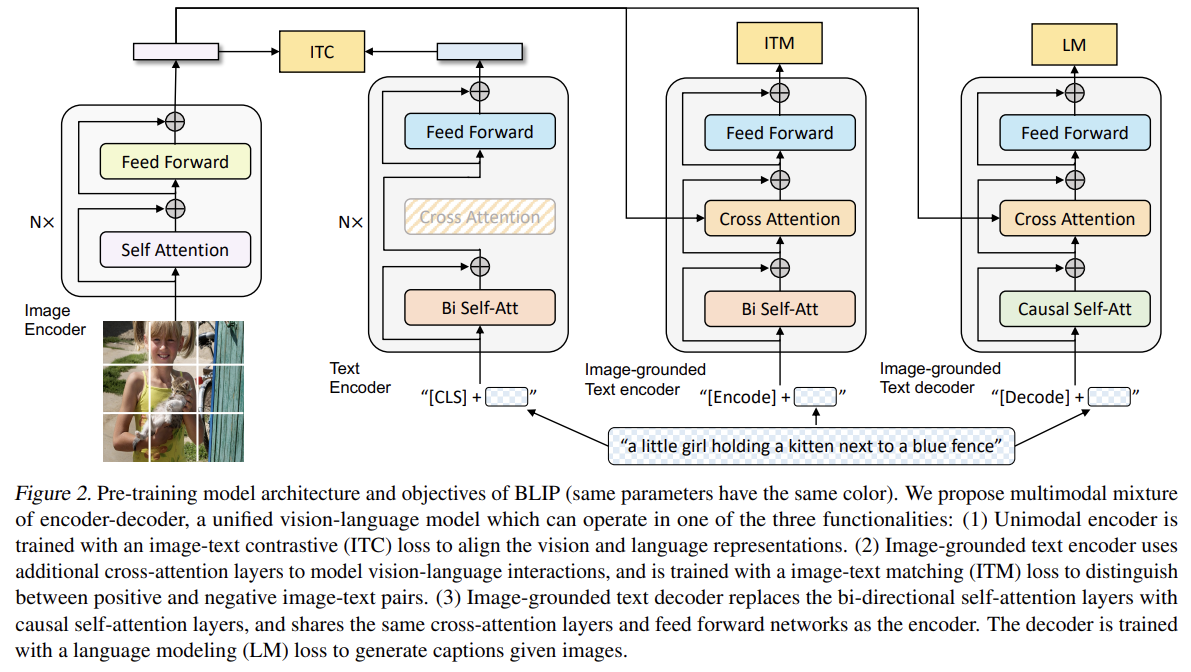 ITC
ITM
LM
Feed Forward
Self Attention
N×
Image
Encoder
Feed Forward
Cross Attention
Bi Self-Att
N×
Text
Encoder
“[CLS] + ”
Feed Forward
Cross Attention
Bi Self-Att
Image-grounded
Text encoder
“[Encode] + ”
Feed Forward
Cross Attention
Causal Self-Att
Image-grounded
Text decoder
“[Decode] + ”
“a little girl holding a kitten next to a blue fence”
Figure 2. Pre-training model architecture and objectives of BLIP (same parameters have the same color). We propose multimodal mixture
of encoder-decoder, a unified vision-language model which can operate in one of the three functionalities: (1) Unimodal encoder is
trained with an image-text contrastive (ITC) loss to align the vision and language representations. (2) Image-grounded text encoder uses
additional cross-attention layers to model vision-language interactions, and is trained with a image-text matching (ITM) loss to distinguish
between positive and negative image-text pairs. (3) Image-grounded text decoder replaces the bi-directional self-attention layers with
causal self-attention layers, and shares the same cross-attention layers and feed forward networks as the encoder. The decoder is trained
with a language modeling (LM) loss to generate captions given images.